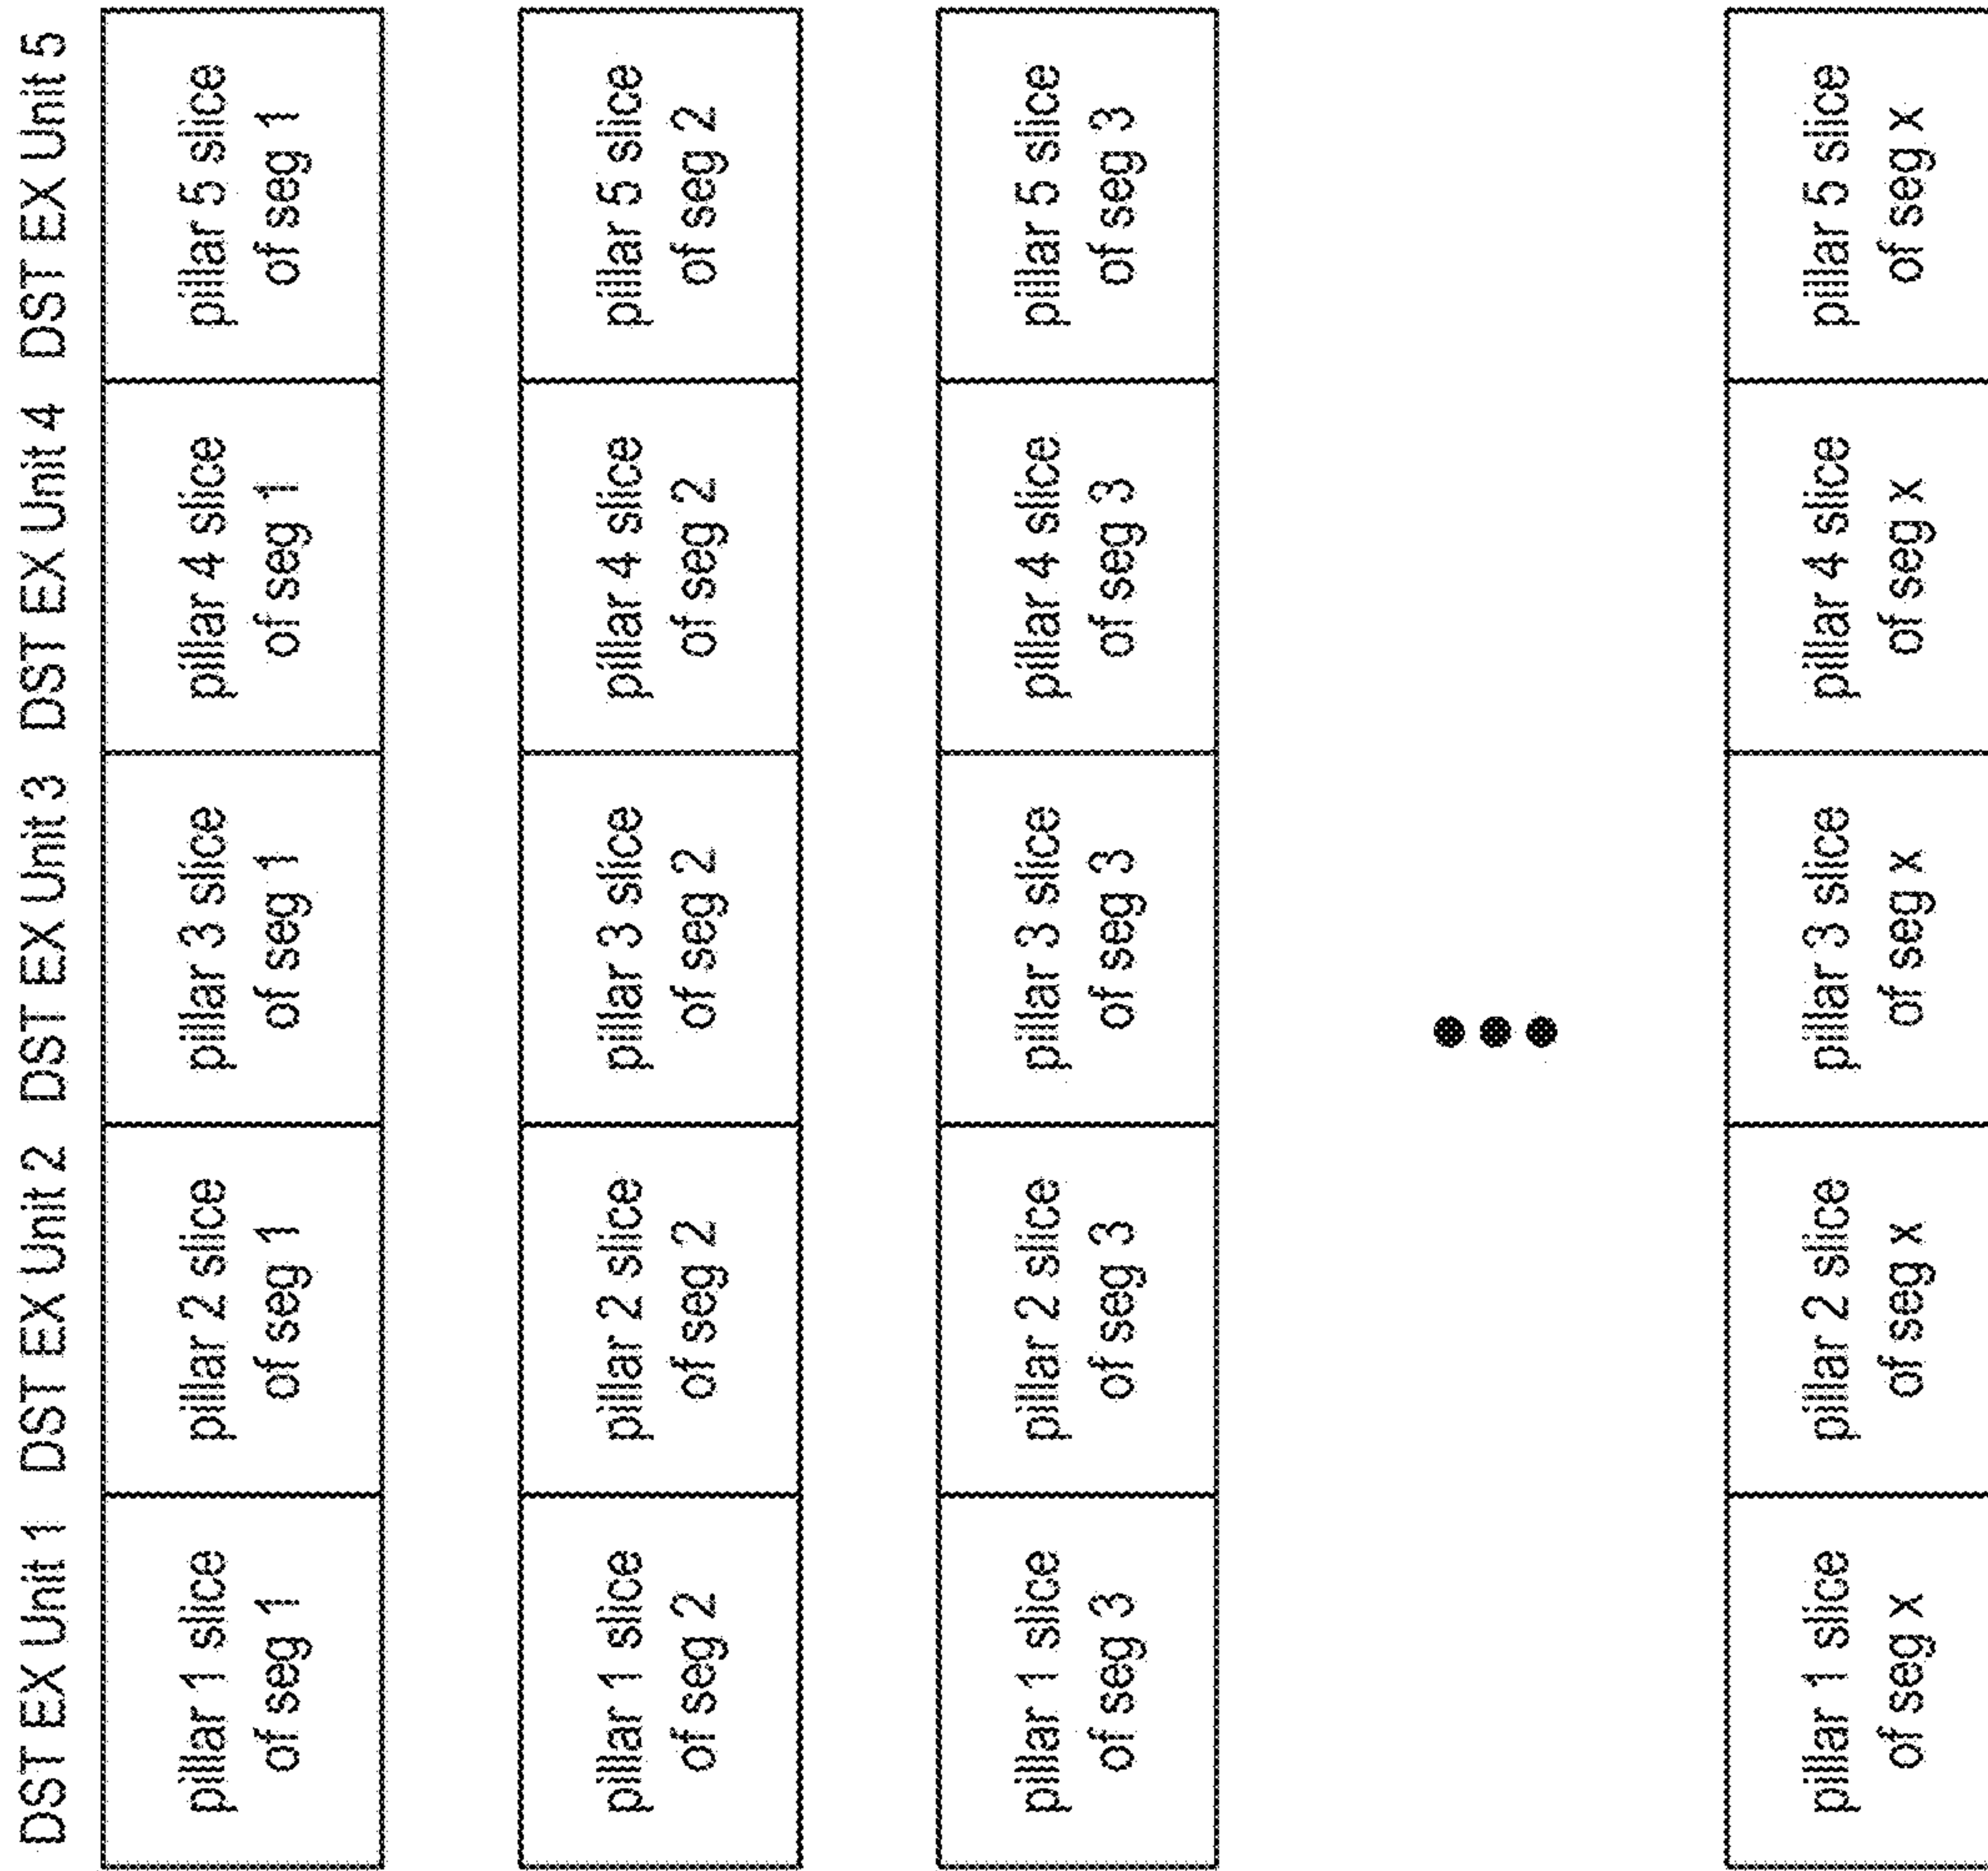 DST EX Unit 1 DST EX Unit 2 DST EX Unit 3 DST EX Unit 4 DST EX Unit 5
pillar 1 slice
of seg 1
pillar 2 slice
of seg 1
pillar 3 slice
of seg 1
pillar 4 slice
of seg 1
pillar 5 slice
of seg 1
pillar 1 slice
of seg 2
pillar 2 slice
of seg 2
pillar 3 slice
of seg 2
pillar 4 slice
of seg 2
pillar 5 slice
of seg 2
pillar 1 slice
of seg 3
pillar 2 slice
of seg 3
pillar 3 slice
of seg 3
pillar 4 slice
of seg 3
pillar 5 slice
of seg 3
pillar 1 slice
of seg x
pillar 2 slice
of seg x
pillar 3 slice
of seg x
pillar 4 slice
of seg x
pillar 5 slice
of seg x